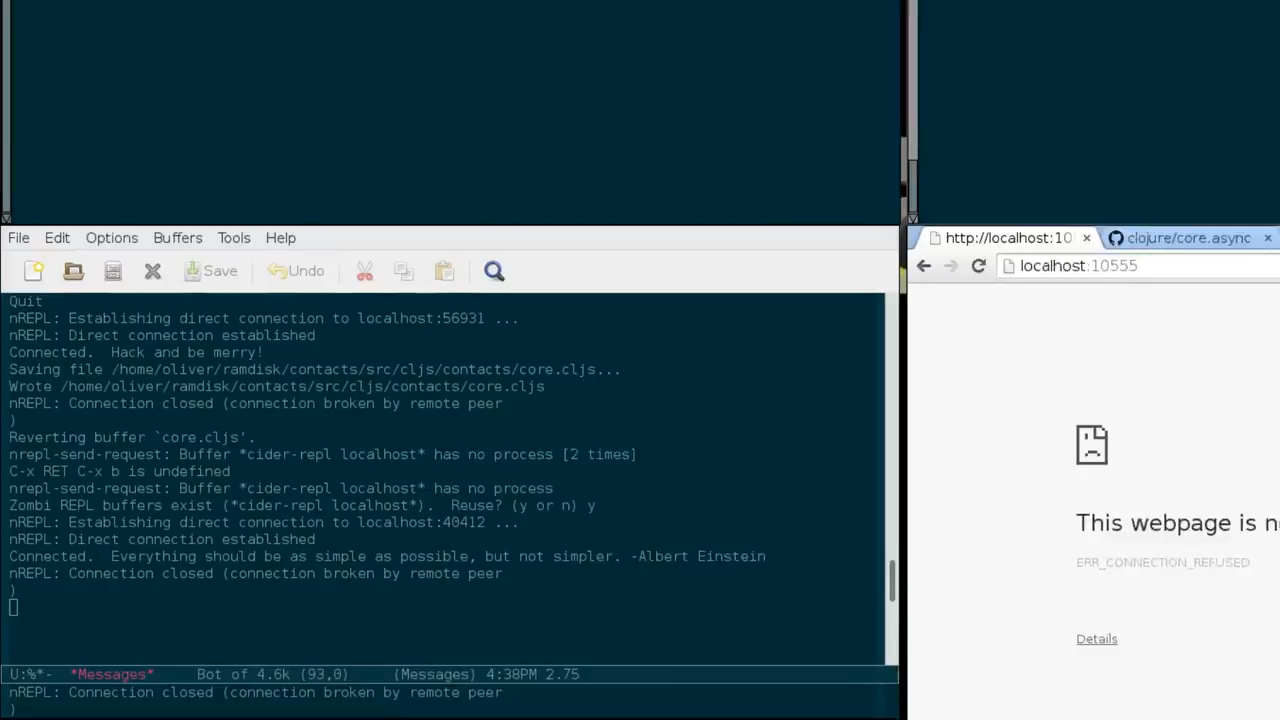 File Edit Options Buffers Tools Help
Save Undo
Quit
nREPL: Establishing direct connection to localhost:56931 ...
nREPL: Direct connection established
Connected.  Hack and be merry!
Saving file /home/oliver/ramdisk/contacts/src/cljs/contacts/core.cljs...
Wrote /home/oliver/ramdisk/contacts/src/cljs/contacts/core.cljs
nREPL: Connection closed (connection broken by remote peer
)
Reverting buffer `core.cljs'.
nrepl-send-request: Buffer *cider-repl localhost* has no process [2 times]
C-x RET C-x b is undefined
nrepl-send-request: Buffer *cider-repl localhost* has no process
Zombi REPL buffers exist (*cider-repl localhost*).  Reuse? (y or n) y
nREPL: Establishing direct connection to localhost:40412 ...
nREPL: Direct connection established
Connected.  Everything should be as simple as possible, but not simpler. -Albert Einstein
nREPL: Connection closed (connection broken by remote peer
)
U:%*-  *Messages*     Bot of 4.6k (93,0)     (Messages) 4:38PM 2.75
nREPL: Connection closed (connection broken by remote peer
)
http://localhost:10 clojure/core.async
localhost:10555
This webpage is n
ERR_CONNECTION_REFUSED
Details